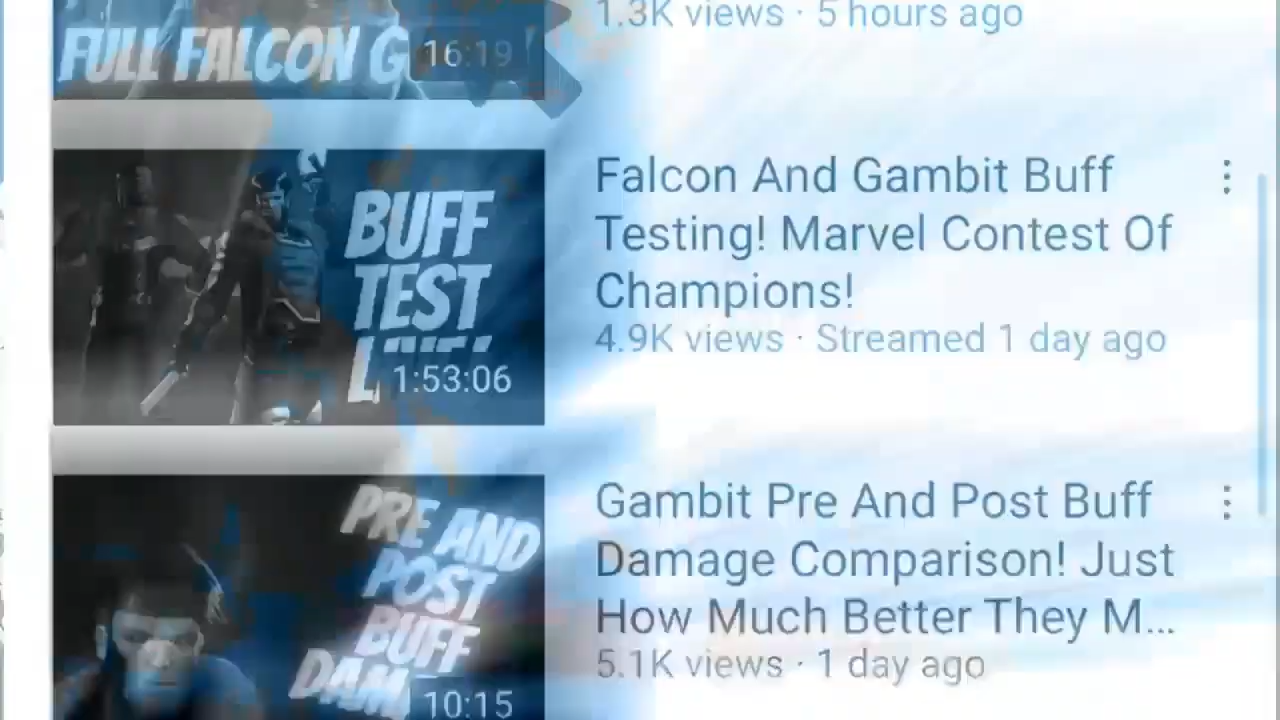 1.3K views · 5 hours ago
FULL FALCON G
16:19
BUFF
TEST
1:53:06
Falcon And Gambit Buff
Testing! Marvel Contest Of
Champions!
4.9K views · Streamed 1 day ago
PRE AND
POST
BUFF
DAM
10:15
Gambit Pre And Post Buff
Damage Comparison! Just
How Much Better They M...
5.1K views · 1 day ago